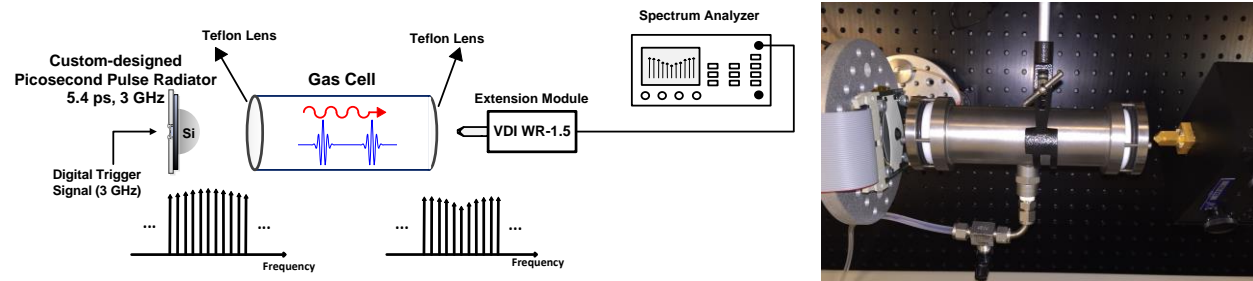 Spectrum Analyzer
Teflon Lens
Teflon Lens
Custom-designed
Picosecond Pulse Radiator
5.4 ps, 3 GHz
Gas Cell
Extension Module
VDI WR-1.5
Si
Digital Trigger
Signal (3 GHz)
... ...
... ...
Frequency
Frequency